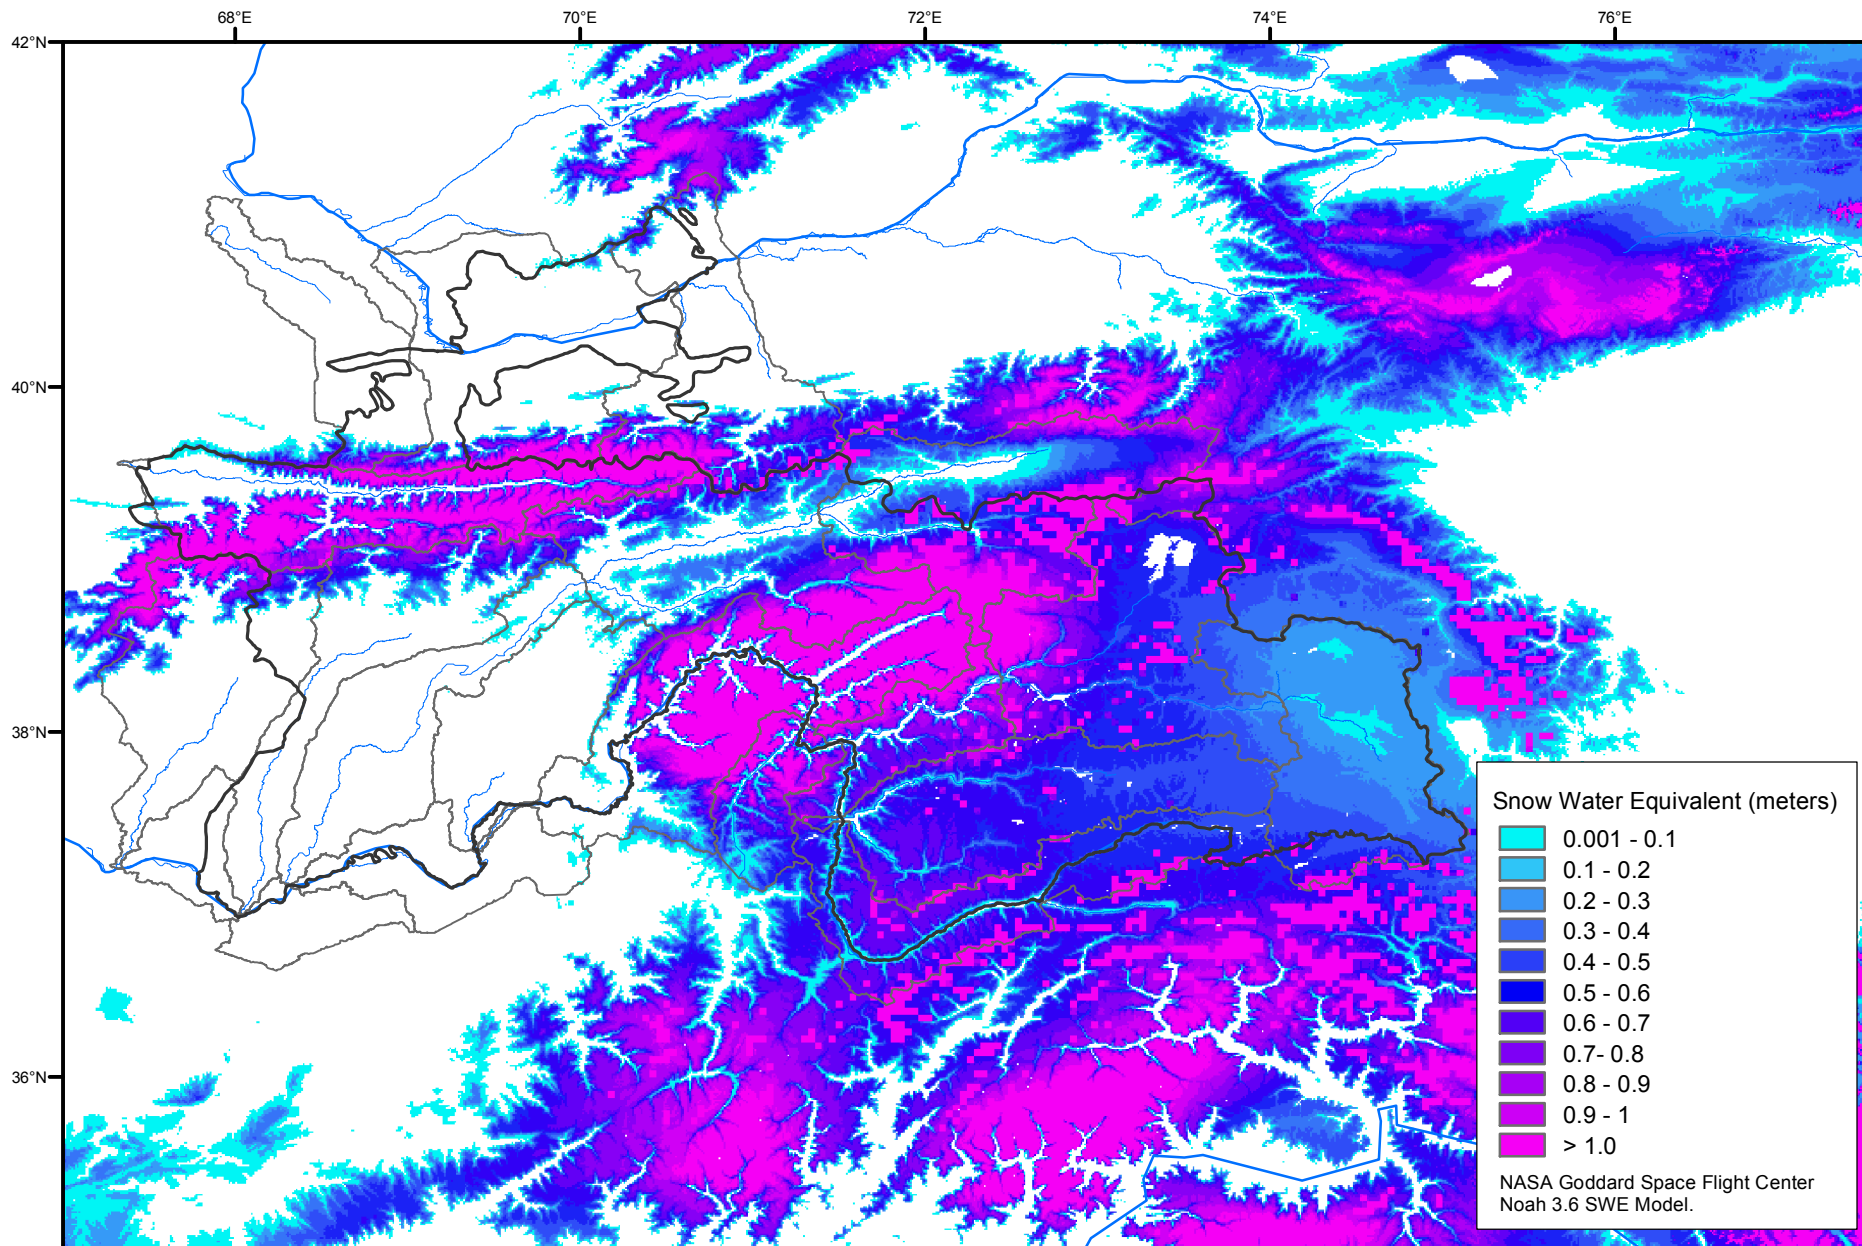 68°E 70°E 72°E 74°E 76°E
42°N
40°N
38°N
36°N
Snow Water Equivalent (meters)
0.001 - 0.1
0.1 - 0.2
0.2 - 0.3
0.3 - 0.4
0.4 - 0.5
0.5 - 0.6
0.6 - 0.7
0.7- 0.8
0.8 - 0.9
0.9 - 1
> 1.0
NASA Goddard Space Flight Center
Noah 3.6 SWE Model.